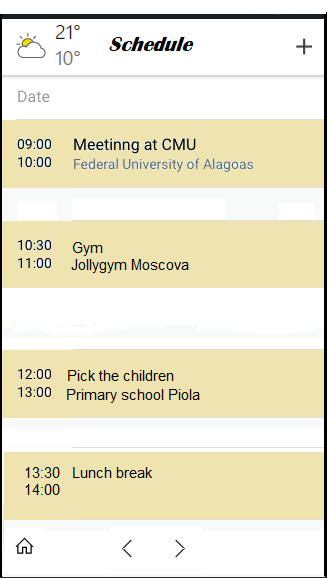 21° Schedule +
10°
Date
09:00 Meetinng at CMU
10:00 Federal University of Alagoas
10:30 Gym
11:00 Jollygym Moscova
12:00 Pick the children
13:00 Primary school Piola
13:30 Lunch break
14:00